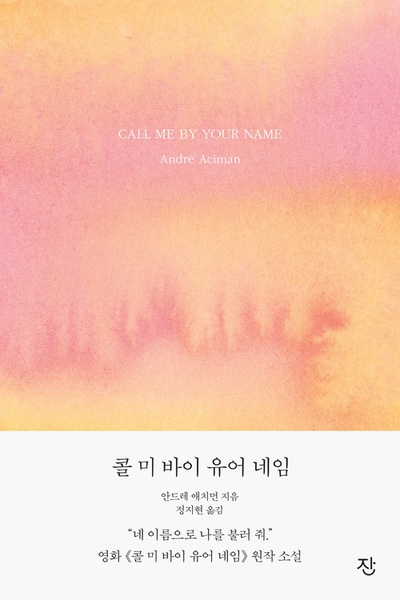 CALL ME BY YOUR NAME
André Aciman
콜 미 바이 유어 네임
안드레 애치먼 지음
정지현 옮김
“네 이름으로 나를 불러 줘.”
영화 《콜 미 바이 유어 네임》 원작 소설
잔